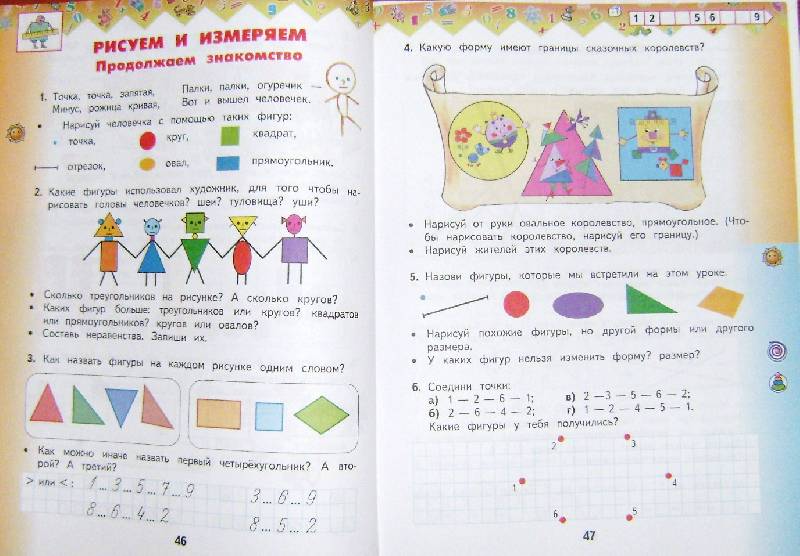 РИСУЕМ И ИЗМЕРЯЕМ
Продолжаем знакомство
1. Точка, точка, запятая,
Минус, рожица кривая,
Палки, палки, огуречик —
Вот и вышел человечек.
• Нарисуй человечка с помощью таких фигур:
точка, круг, квадрат,
отрезок, овал, прямоугольник.
2. Какие фигуры использовал художник, для того чтобы на-
рисовать головы человечков? шеи? туловища? уши?
• Сколько треугольников на рисунке? А сколько кругов?
• Каких фигур больше: треугольников или кругов? квадратов
или прямоугольников? кругов или овалов?
• Составь неравенства. Запиши их.
3. Как назвать фигуры на каждом рисунке одним словом?
• Как можно иначе назвать первый четырёхугольник? А вто-
рой? А третий?
> или < : 1...3...5...7...9 3...6...9
8...6...4...2 8...5...2
46
1 2 5 6 9
4. Какую форму имеют границы сказочных королевств?
• Нарисуй от руки овальное королевство, прямоугольное. (Что-
бы нарисовать королевство, нарисуй его границу.)
• Нарисуй жителей этих королевств.
5. Назови фигуры, которые мы встретили на этом уроке.
• Нарисуй похожие фигуры, но другой формы или другого
размера.
• У каких фигур нельзя изменить форму? размер?
6. Соедини точки:
а) 1 — 2 — 6 — 1; в) 2 — 3 — 5 — 6 — 2;
б) 2 — 6 — 4 — 2; г) 1 — 2 — 4 — 5 — 1.
Какие фигуры у тебя получились?
2 3
1 4
6 5
47